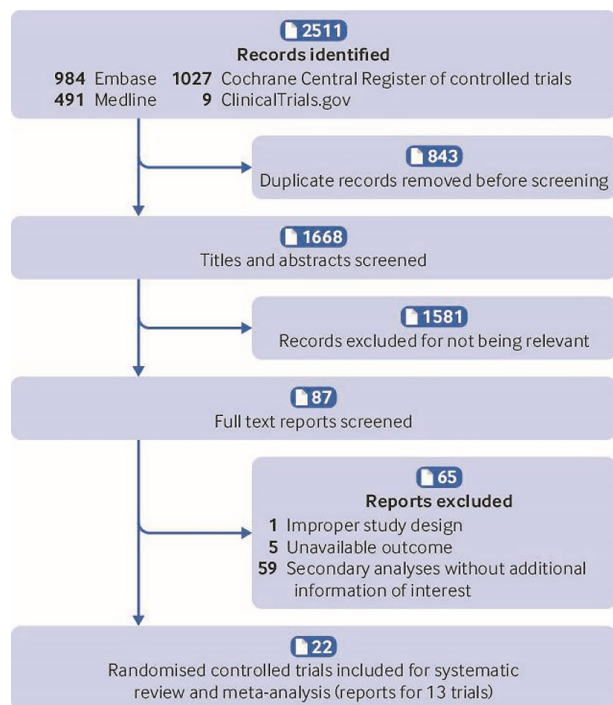 2511
Records identified
984 Embase 1027 Cochrane Central Register of controlled trials
491 Medline 9 ClinicalTrials.gov
843
Duplicate records removed before screening
1668
Titles and abstracts screened
1581
Records excluded for not being relevant
87
Full text reports screened
65
Reports excluded
1 Improper study design
5 Unavailable outcome
59 Secondary analyses without additional
information of interest
22
Randomised controlled trials included for systematic
review and meta-analysis (reports for 13 trials)